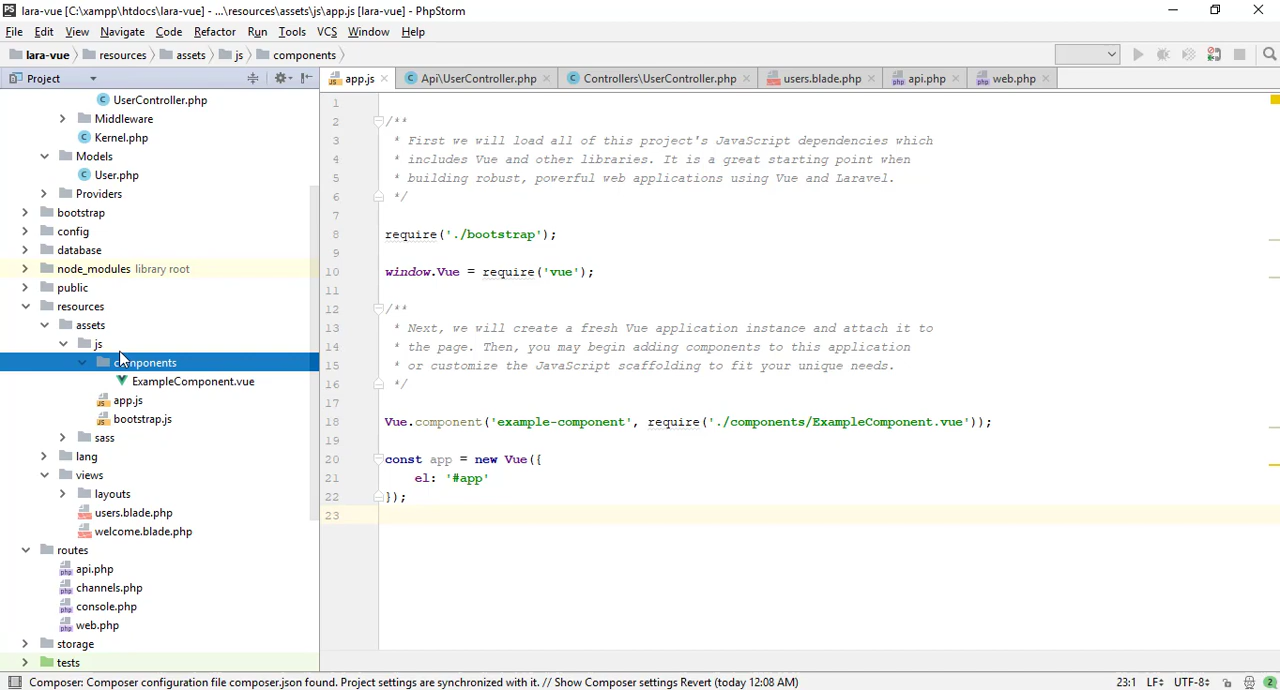 PS lara-vue [C:\xampp\htdocs\lara-vue] - ...\resources\assets\js\app.js [lara-vue] - PhpStorm
File Edit View Navigate Code Refactor Run Tools VCS Window Help
lara-vue resources assets js components
Project
app.js Api\UserController.php Controllers\UserController.php users.blade.php api.php web.php
UserController.php
Middleware
Kernel.php
Models
User.php
Providers
bootstrap
config
database
node_modules library root
public
resources
assets
js
components
ExampleComponent.vue
app.js
bootstrap.js
sass
lang
views
layouts
users.blade.php
welcome.blade.php
routes
api.php
channels.php
console.php
web.php
storage
tests
1
2 /**
3 * First we will load all of this project's JavaScript dependencies which
4 * includes Vue and other libraries. It is a great starting point when
5 * building robust, powerful web applications using Vue and Laravel.
6 */
7
8 require('./bootstrap');
9
10 window.Vue = require('vue');
11
12 /**
13 * Next, we will create a fresh Vue application instance and attach it to
14 * the page. Then, you may begin adding components to this application
15 * or customize the JavaScript scaffolding to fit your unique needs.
16 */
17
18 Vue.component('example-component', require('./components/ExampleComponent.vue'));
19
20 const app = new Vue({
21 el: '#app'
22 });
23
Composer: Composer configuration file composer.json found. Project settings are synchronized with it. // Show Composer settings Revert (today 12:08 AM) 23:1 LF UTF-8 2